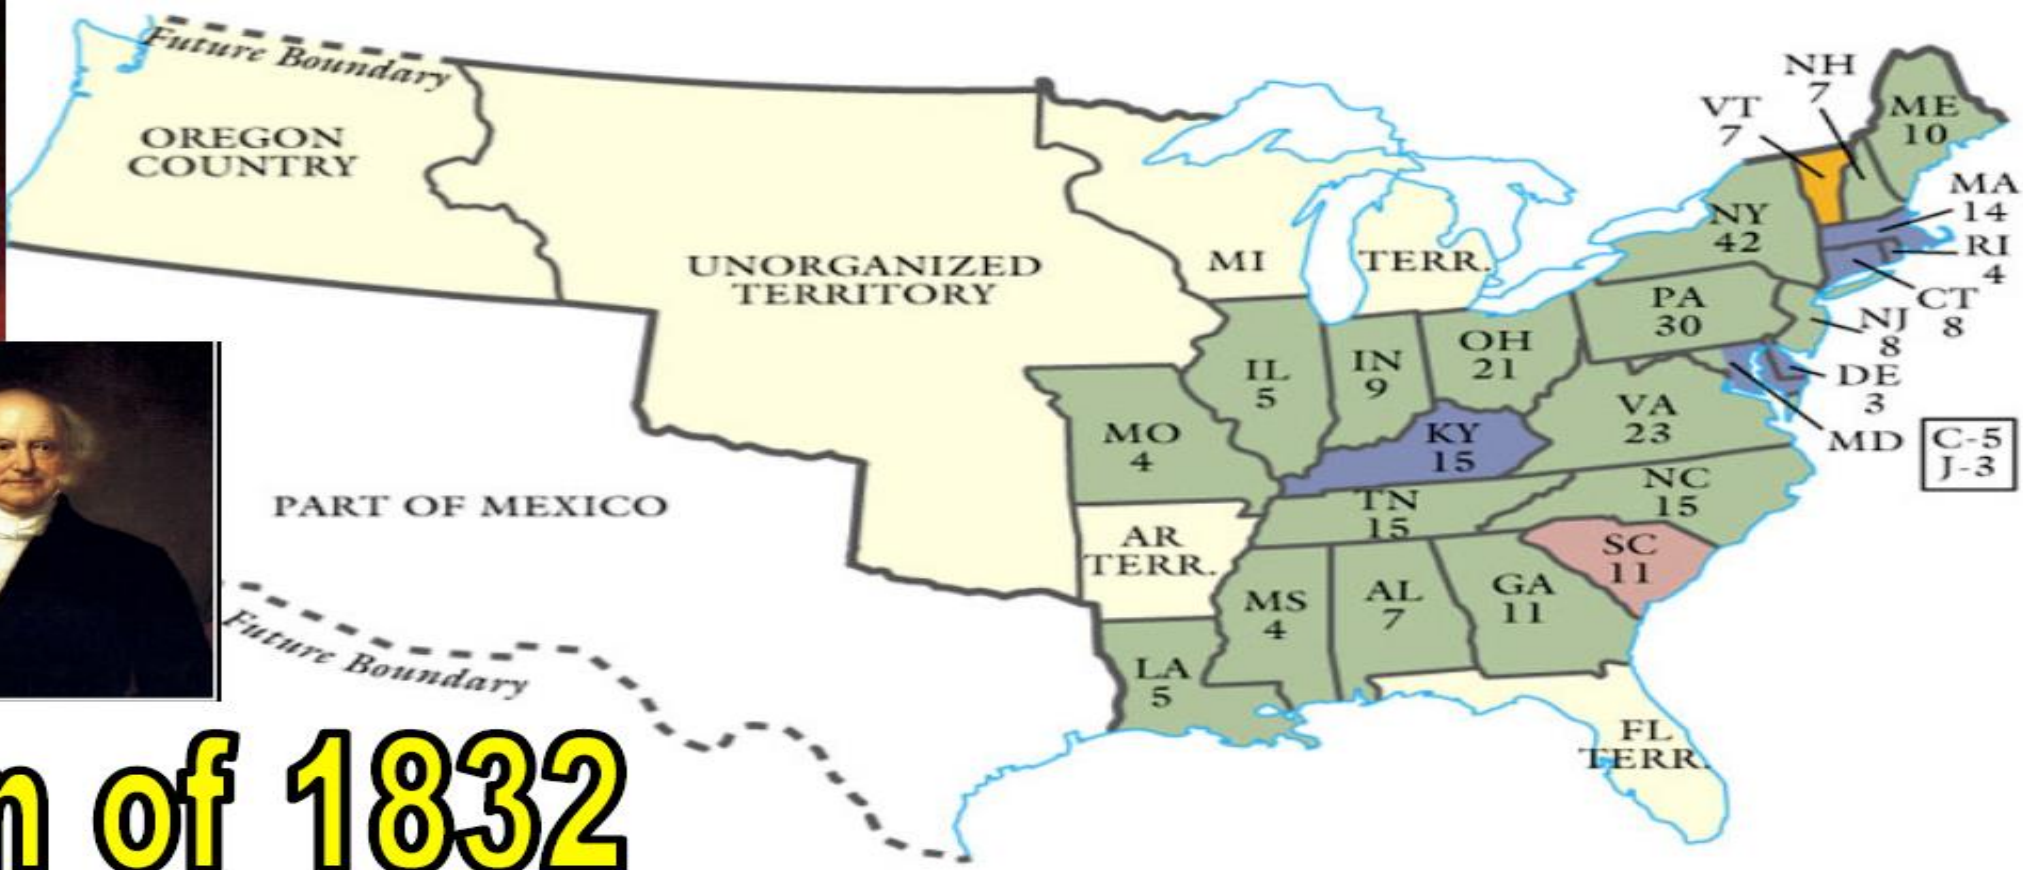 Future Boundary
OREGON
COUNTRY
UNORGANIZED
TERRITORY
MI
TERR.
NH
7
VT
7
ME
10
MA
14
NY
42
RI
4
CT
8
PA
30
NJ
8
DE
3
MD
C-5
J-3
IL
5
IN
9
OH
21
VA
23
MO
4
KY
15
NC
15
TN
15
PART OF MEXICO
AR
TERR.
SC
11
MS
4
AL
7
GA
11
LA
5
FL
TERR.
Future Boundary
n of 1832